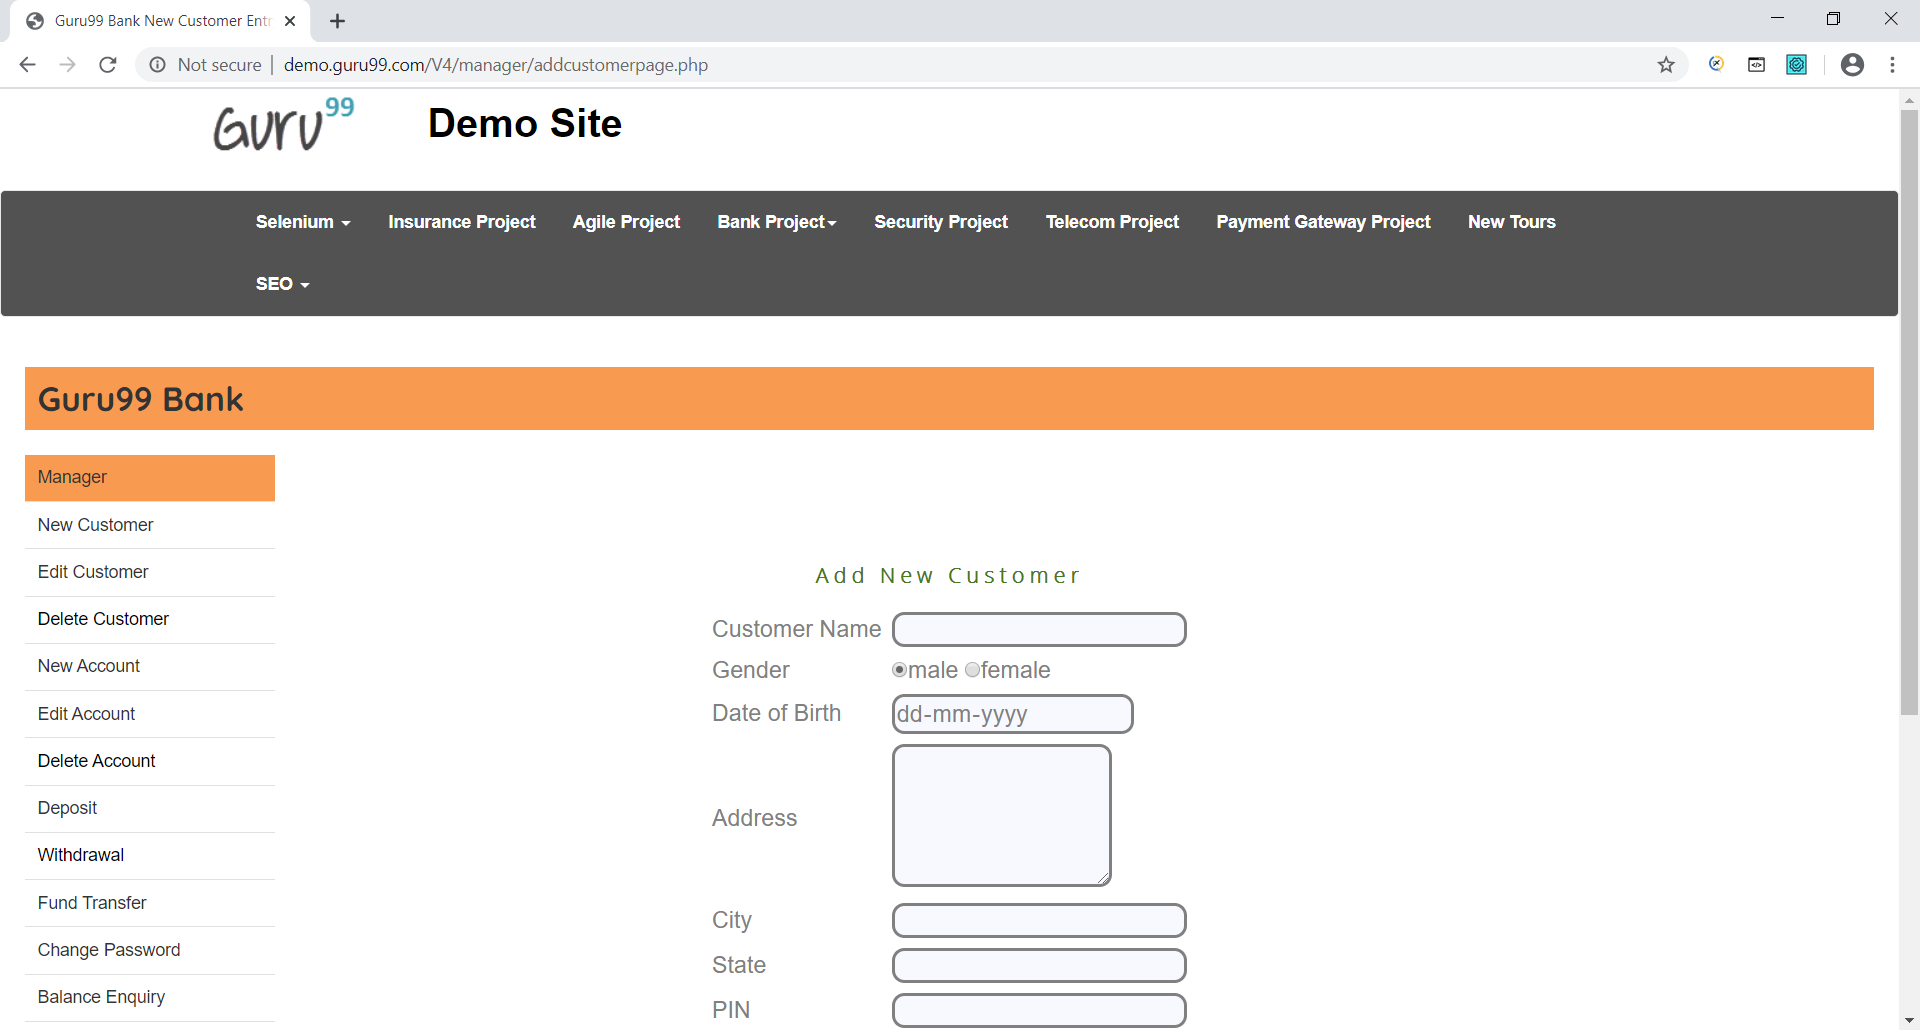 Guru99 Bank New Customer Ent
Not secure | demo.guru99.com/V4/manager/addcustomerpage.php
Guru99 Demo Site
Selenium Insurance Project Agile Project Bank Project Security Project Telecom Project Payment Gateway Project New Tours
SEO
Guru99 Bank
Manager
New Customer
Edit Customer
Delete Customer
New Account
Edit Account
Delete Account
Deposit
Withdrawal
Fund Transfer
Change Password
Balance Enquiry
Add New Customer
Customer Name
Gender male female
Date of Birth dd-mm-yyyy
Address
City
State
PIN